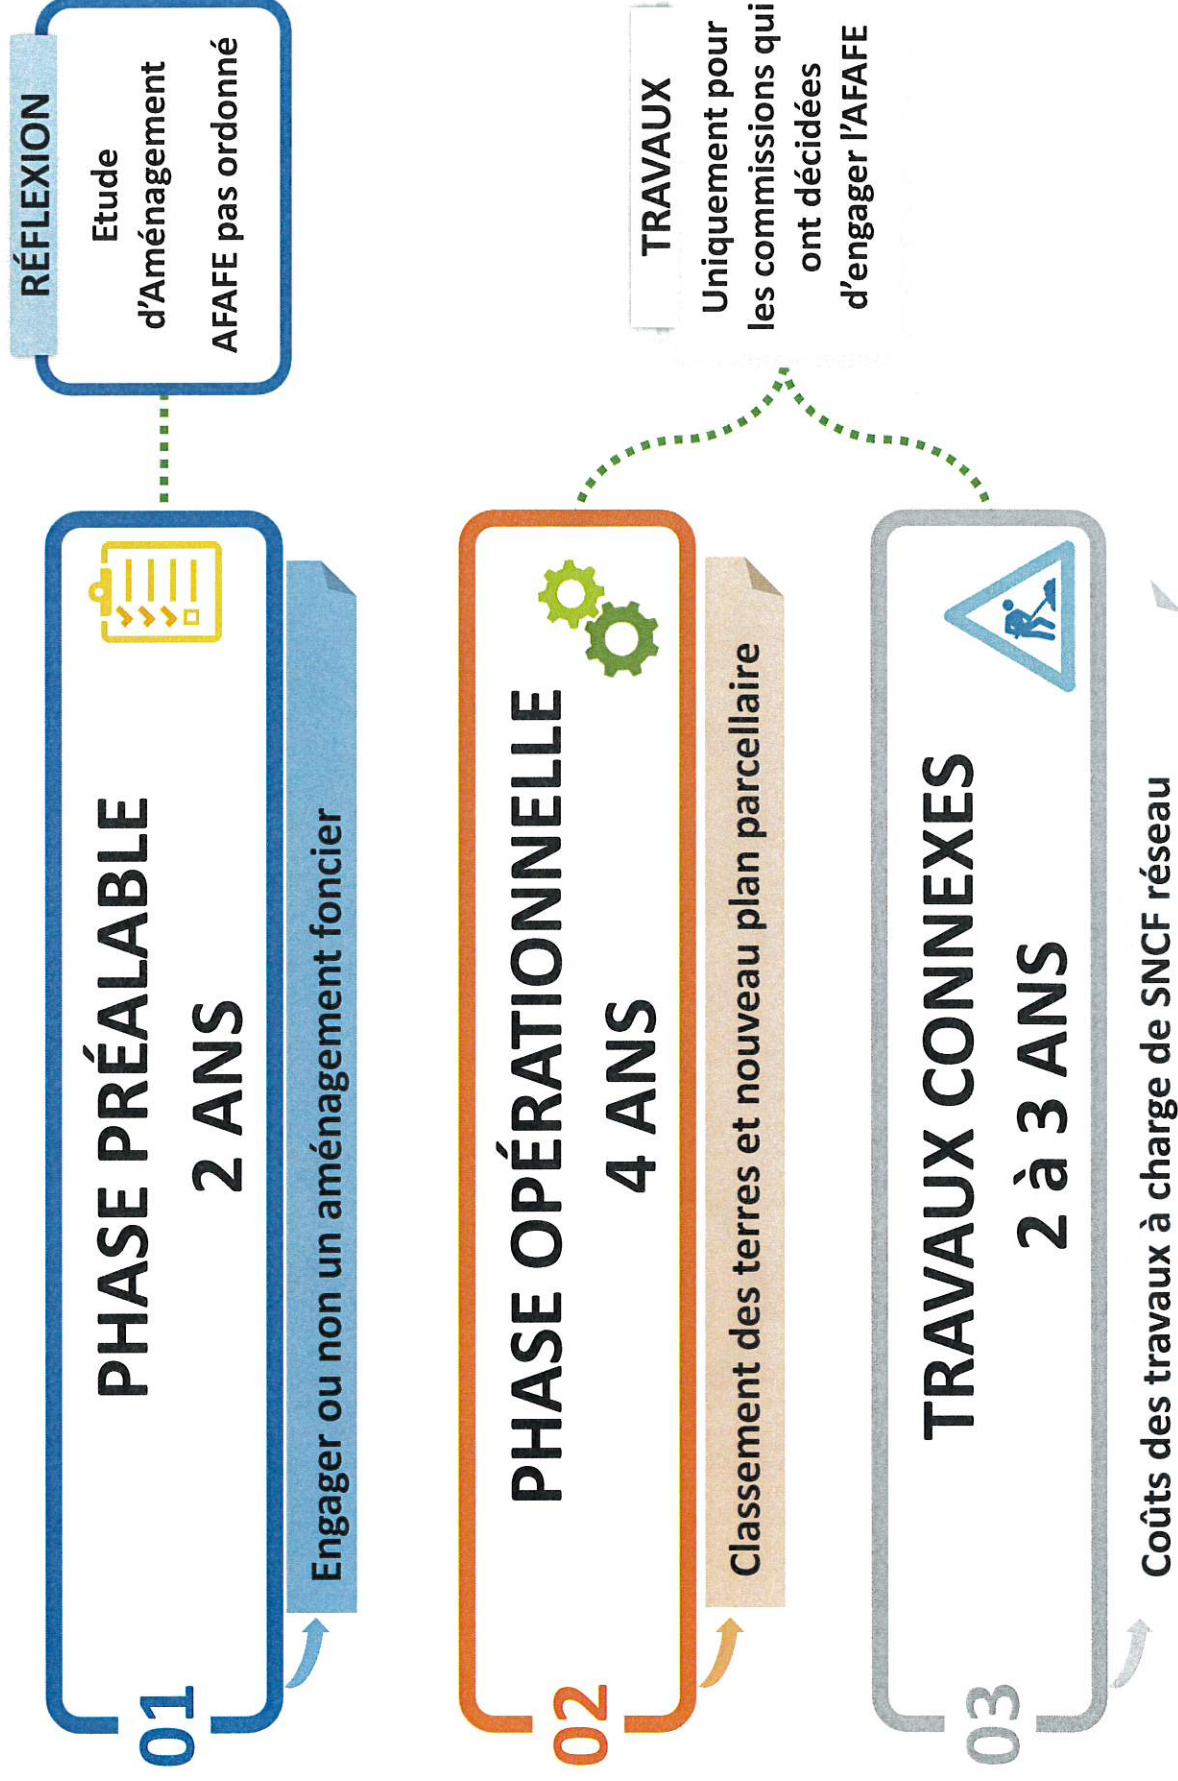 01
PHASE PRÉALABLE
2 ANS
Engager ou non un aménagement foncier
RÉFLEXION
Etude
d'Aménagement
AFAFE pas ordonné
02
PHASE OPÉRATIONNELLE
4 ANS
Classement des terres et nouveau plan parcellaire
03
TRAVAUX CONNEXES
2 à 3 ANS
Coûts des travaux à charge de SNCF réseau
TRAVAUX
Uniquement pour
les commissions qui
ont décidées
d'engager l'AFAFE